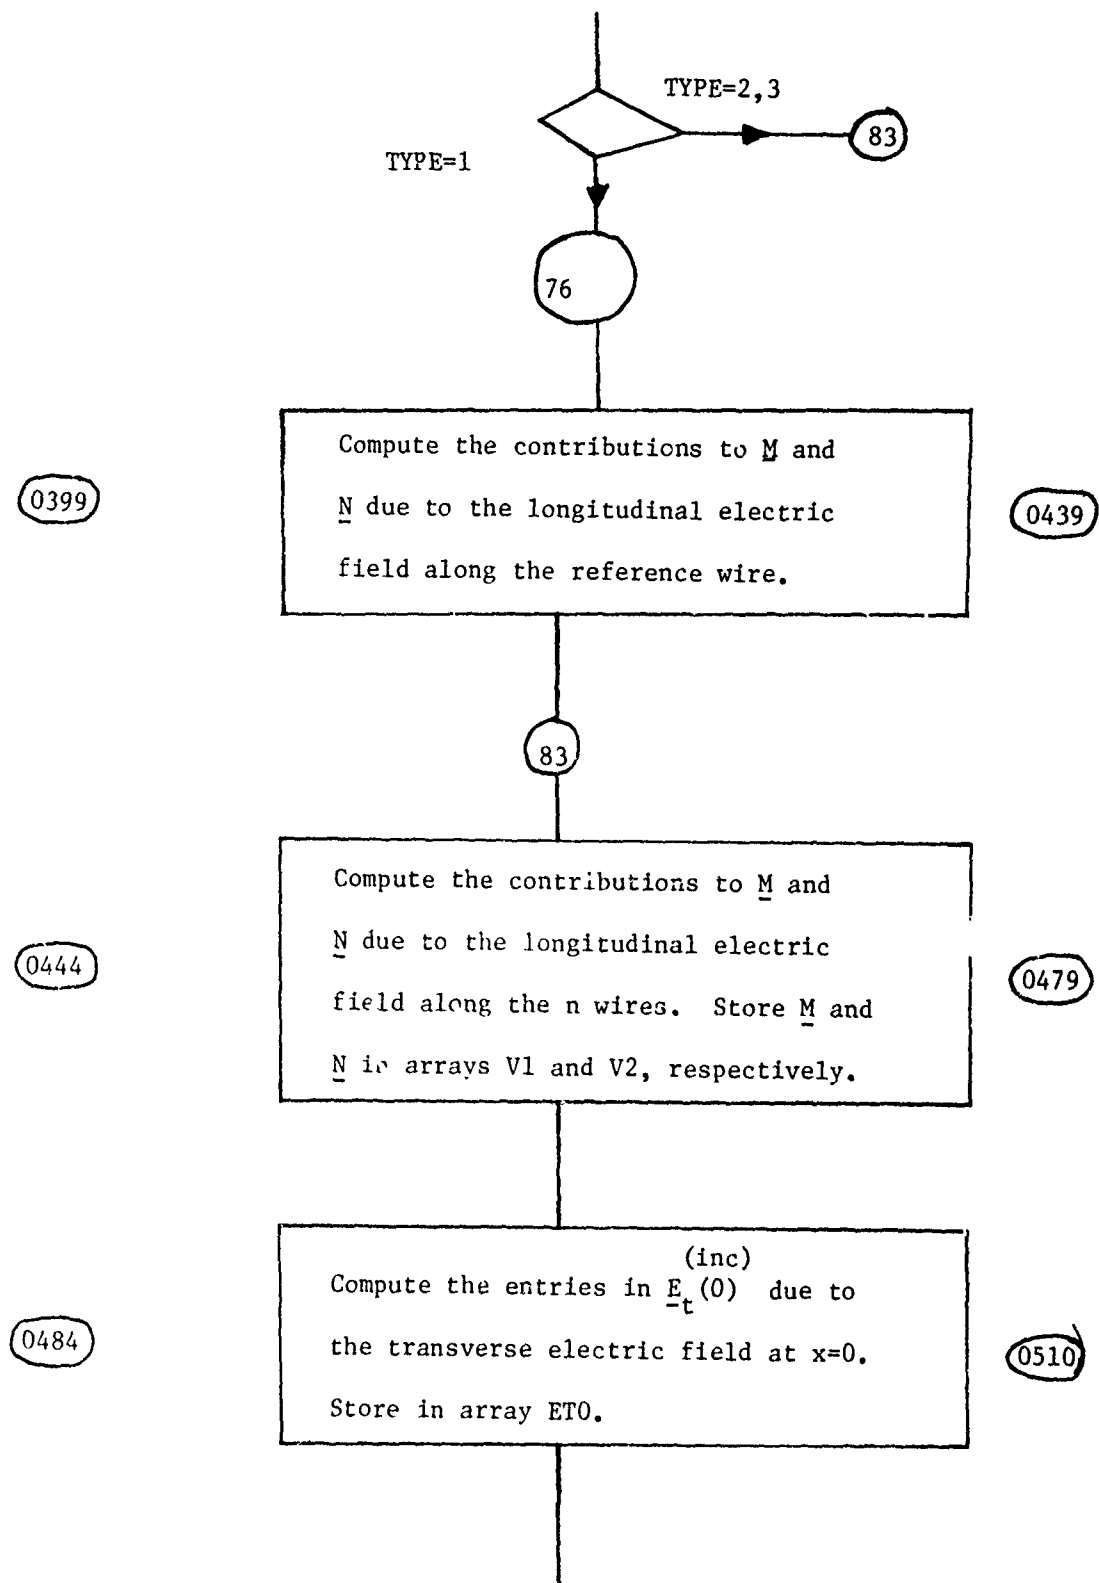 TYPE=2,3
83
TYPE=1
76
Compute the contributions to M and
N due to the longitudinal electric
field along the reference wire.
0399
0439
83
Compute the contributions to M and
N due to the longitudinal electric
field along the n wires. Store M and
N in arrays V1 and V2, respectively.
0444
0479
(inc)
Compute the entries in E_t(0) due to
the transverse electric field at x=0.
Store in array ET0.
0484
0510